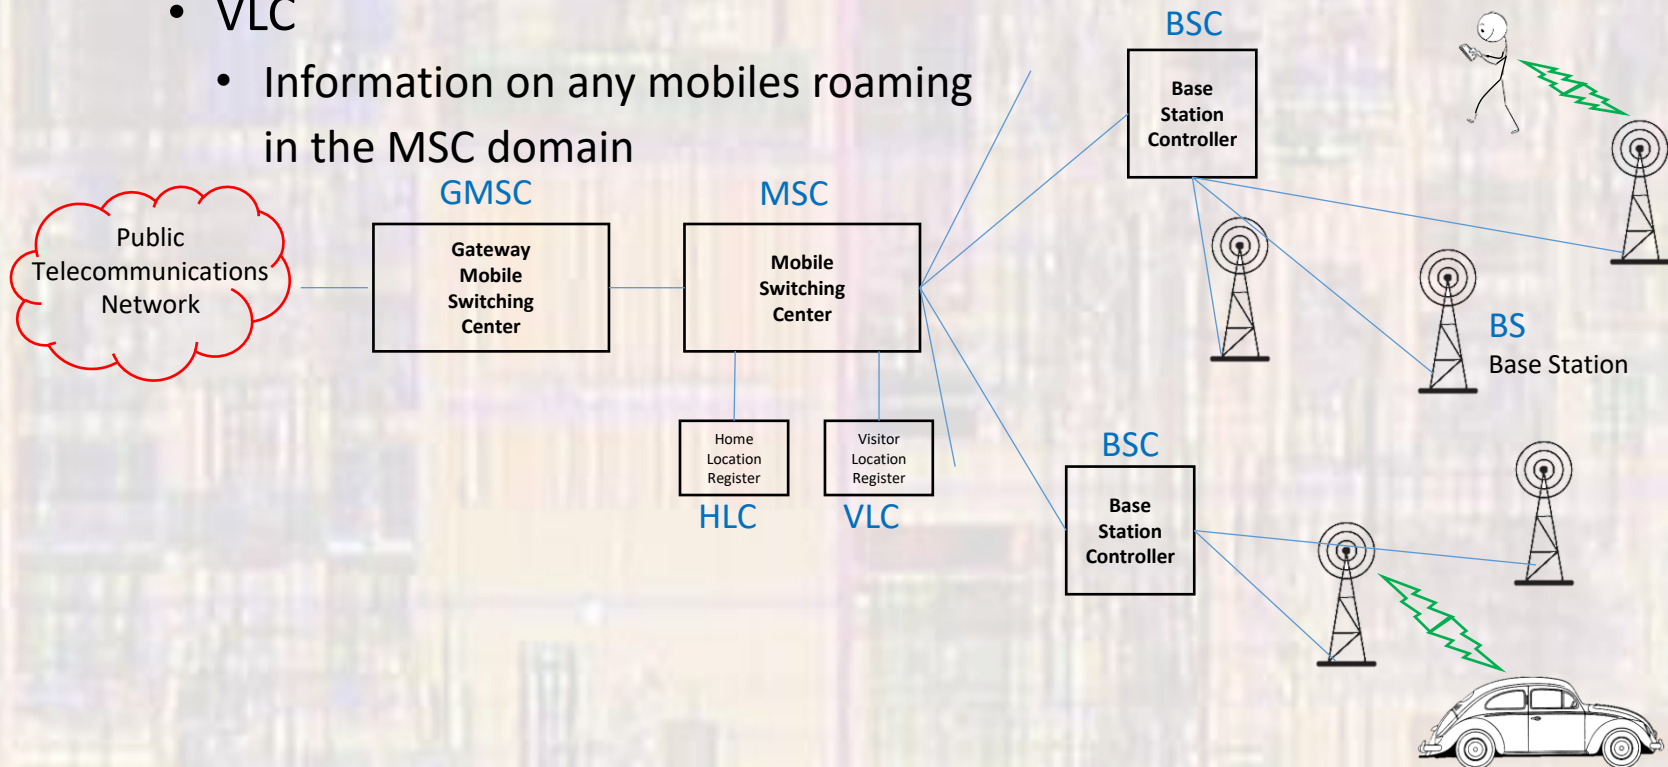 • VLC
• Information on any mobiles roaming
in the MSC domain
BSC
Base
Station
Controller
GMSC
MSC
Public
Telecommunications
Network
Gateway
Mobile
Switching
Center
Mobile
Switching
Center
BS
Base Station
Home
Location
Register
HLC
Visitor
Location
Register
VLC
BSC
Base
Station
Controller